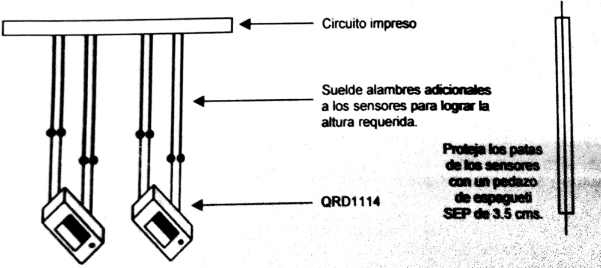 Circuito impreso
Suelde alambres adicionales
a los sensores para lograr la
altura requerida.
Proteja las patas
de los sensores
con un pedazo
de espagueti
SEP de 3.5 cms.
QRD1114